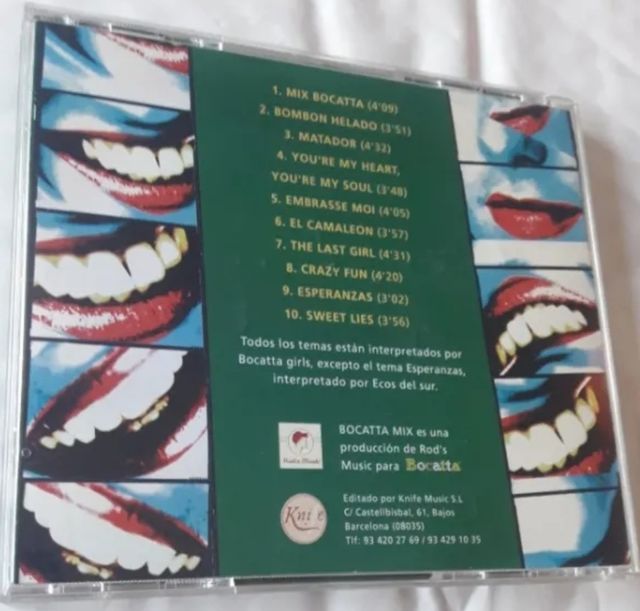 1. MIX BOCATTA (4'09)
2. BOMBON HELADO (3'51)
3. MATADOR (4'32)
4. YOU'RE MY HEART,
YOU'RE MY SOUL (3'48)
5. EMBRASSE MOI (4'05)
6. EL CAMALEON (3'57)
7. THE LAST GIRL (4'31)
8. CRAZY FUN (4'20)
9. ESPERANZAS (3'02)
10. SWEET LIES (3'56)
Todos los temas están interpretados por
Bocatta girls, excepto el tema Esperanzas,
interpretado por Ecos del sur.
BOCATTA MIX es una
producción de Rod's
Music para Bocatta
Knife
Editado por Knife Music S.L
C/ Castellbisbal, 61, Bajos
Barcelona (08035)
Tlf: 93 420 27 69 / 93 429 10 35